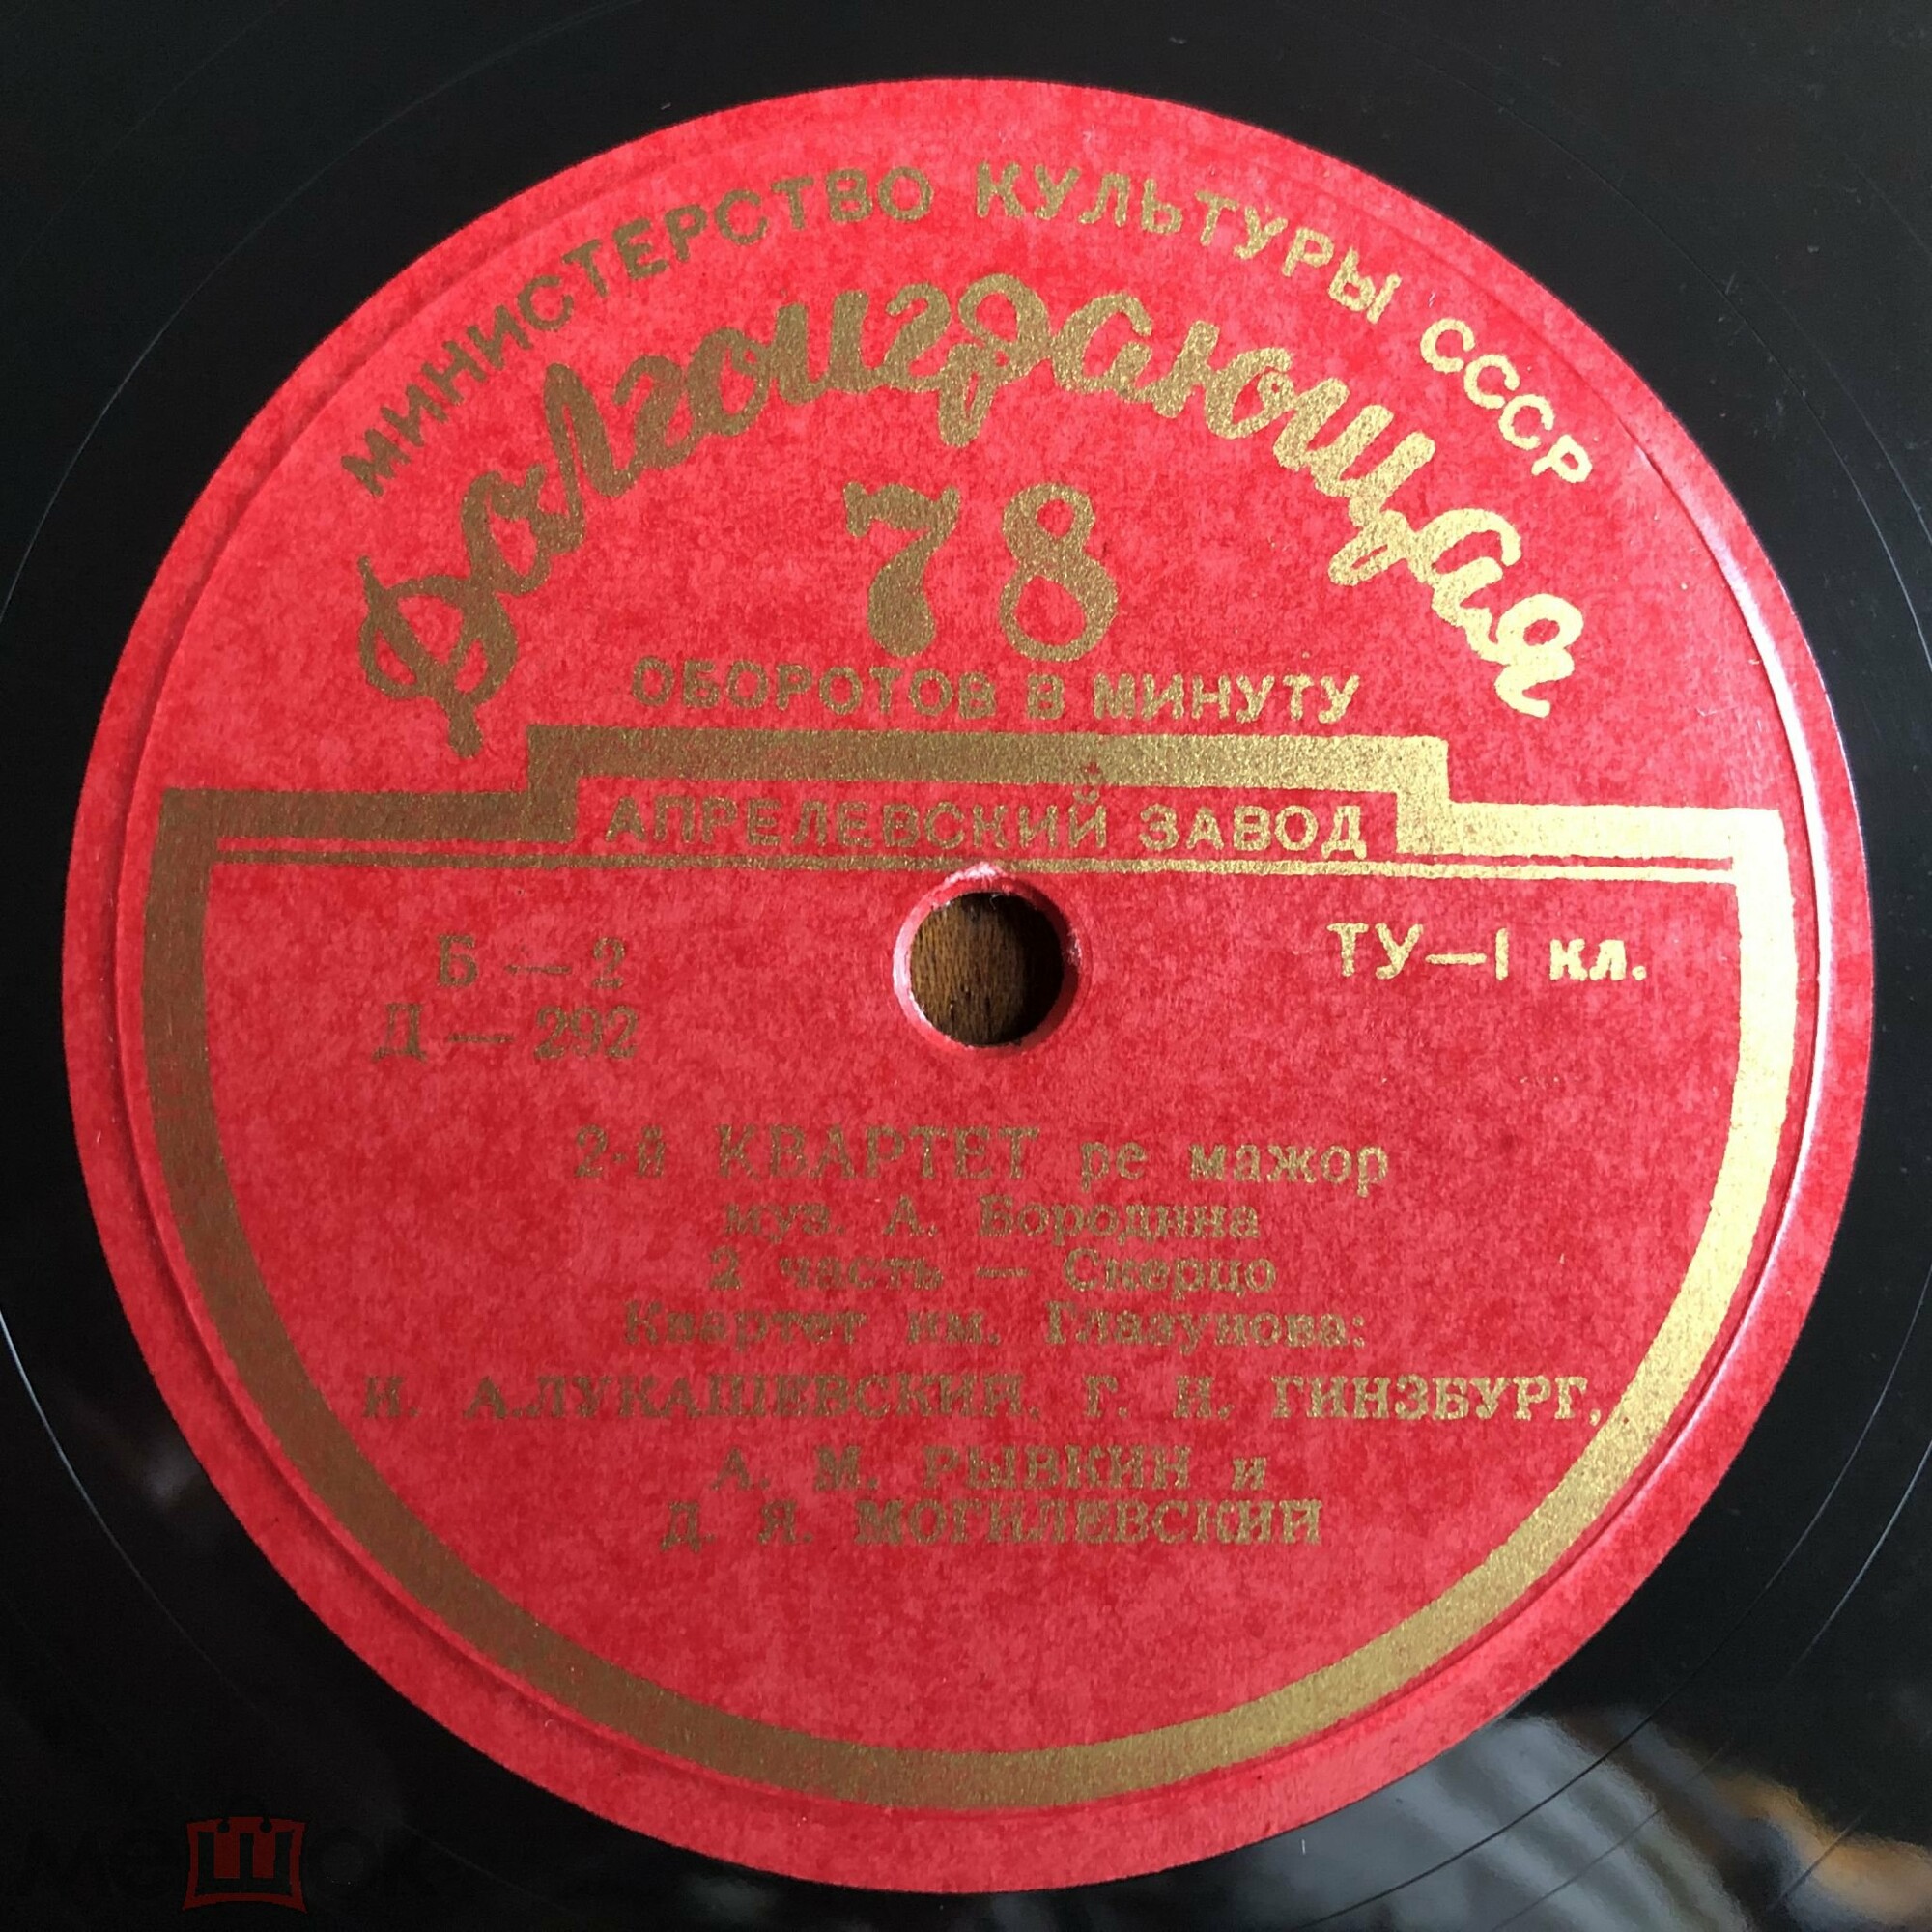 МИНИСТЕРСТВО КУЛЬТУРЫ СССР
Долгоиграющая
78
ОБОРОТОВ В МИНУТУ
АПРЕЛЕВСКИЙ ЗАВОД
Б — 2
Д — 292
ТУ—I кл.
2-й КВАРТЕТ ре мажор
муз. А. Бородина
2 часть — Скерцо
Квартет им. Глазунова:
И. А.ЛУКАШЕВСКИЙ, Г. Н. ГИНЗБУРГ,
А. М. РЫВКИН и
Д. Я. МОГИЛЕВСКИЙ
мешок